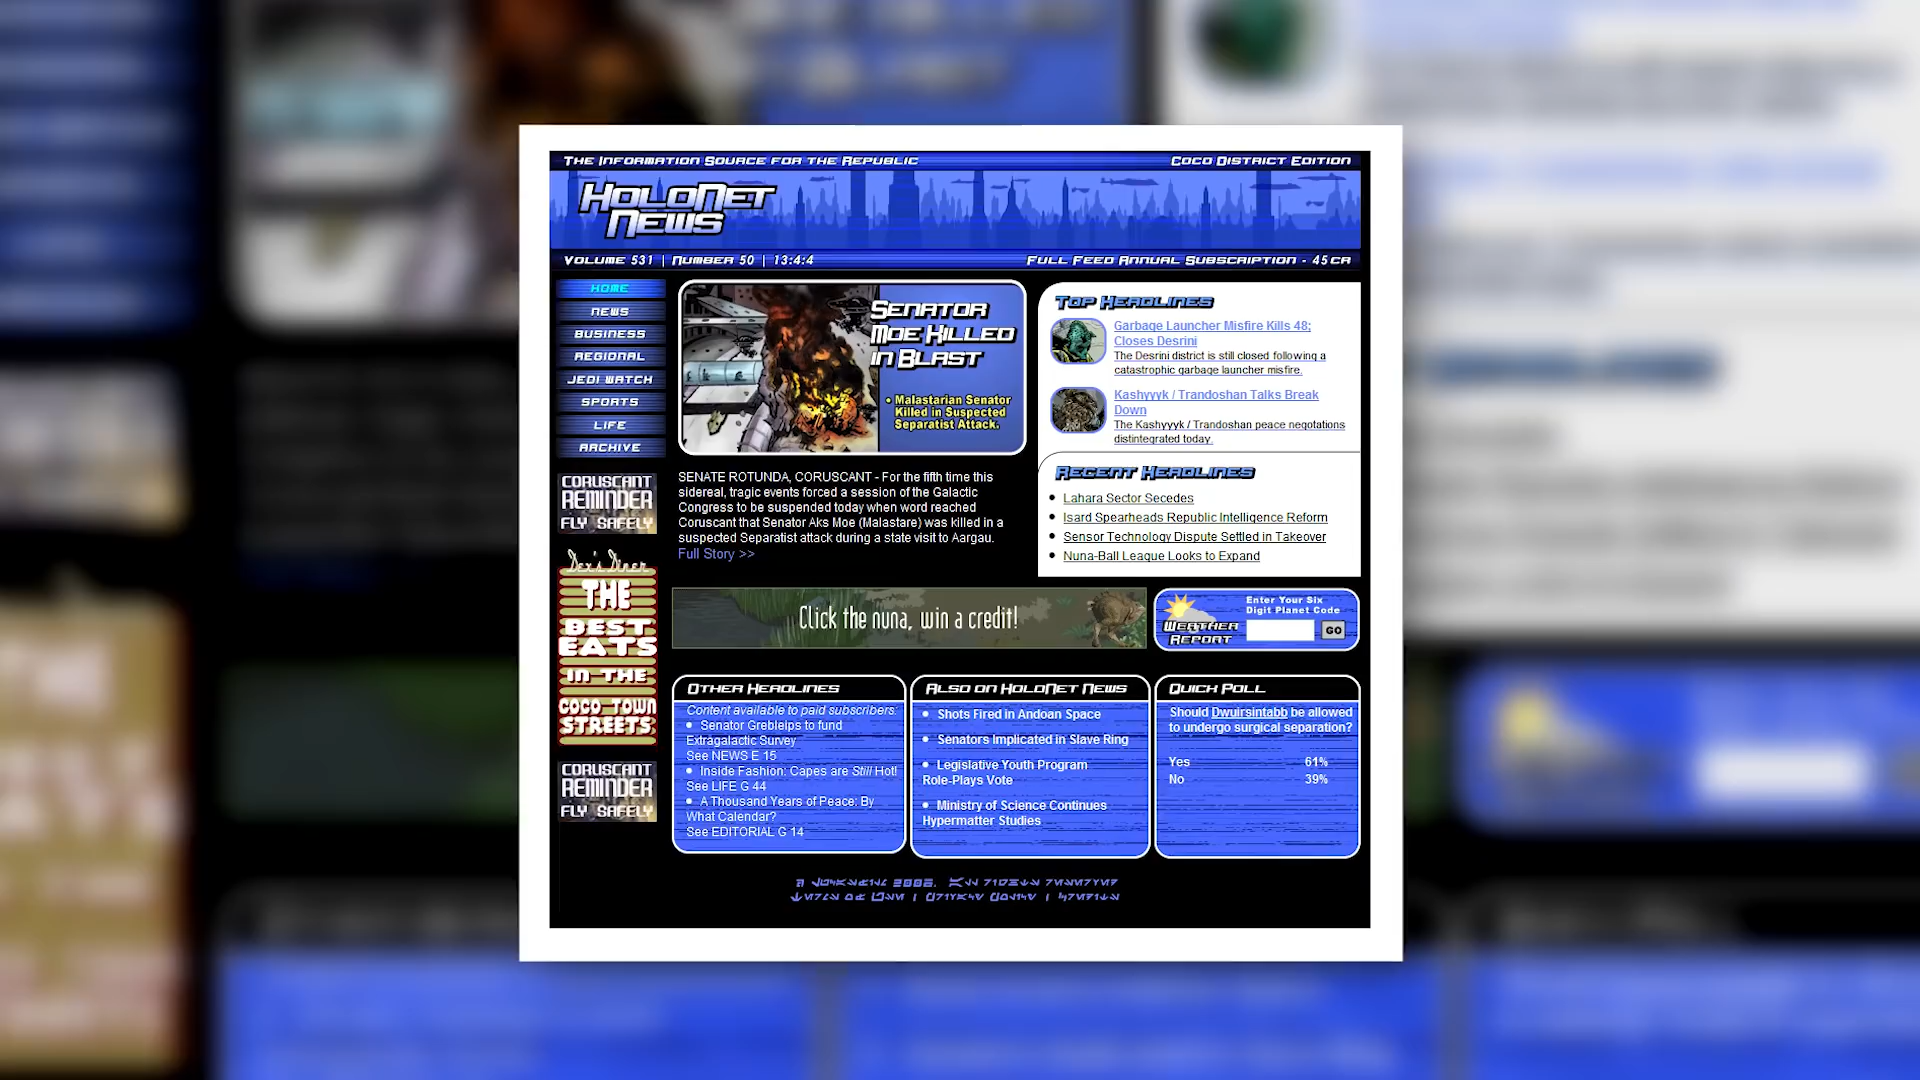 The Information Source for the Republic
Coco District Edition
HoloNet
News
Volume 531 | Number 50 | 13:4:4
Full Feed Annual Subscription - 45 cr
Home
News
Business
Regional
Jedi Watch
Sports
Life
Archive
CORUSCANT
REMINDER
FLY SAFELY
Dex's Diner
THE
BEST
EATS
IN THE
COCO TOWN
STREETS
CORUSCANT
REMINDER
FLY SAFELY
Senator
Moe Killed
in Blast
• Malastarian Senator
Killed in Suspected
Separatist Attack.
SENATE ROTUNDA, CORUSCANT - For the fifth time this
sidereal, tragic events forced a session of the Galactic
Congress to be suspended today when word reached
Coruscant that Senator Aks Moe (Malastare) was killed in a
suspected Separatist attack during a state visit to Aargau.
Full Story >>
Top Headlines
Garbage Launcher Misfire Kills 48;
Closes Desrini
The Desrini district is still closed following a
catastrophic garbage launcher misfire.
Kashyyyk / Trandoshan Talks Break
Down
The Kashyyyk / Trandoshan peace negotations
distintegrated today.
Recent Headlines
• Lahara Sector Secedes
• Isard Spearheads Republic Intelligence Reform
• Sensor Technology Dispute Settled in Takeover
• Nuna-Ball League Looks to Expand
Click the nuna, win a credit!
Weather
Report
Enter Your Six
Digit Planet Code
GO
Other Headlines
Content available to paid subscribers:
• Senator Grebleips to fund
Extragalactic Survey
See NEWS E 15
• Inside Fashion: Capes are Still Hot!
See LIFE G 44
• A Thousand Years of Peace: By
What Calendar?
See EDITORIAL G 14
Also on HoloNet News
• Shots Fired in Andoan Space
• Senators Implicated in Slave Ring
• Legislative Youth Program
Role-Plays Vote
• Ministry of Science Continues
Hypermatter Studies
Quick Poll
Should Dwuirsintabb be allowed
to undergo surgical separation?
Yes 61%
No 39%